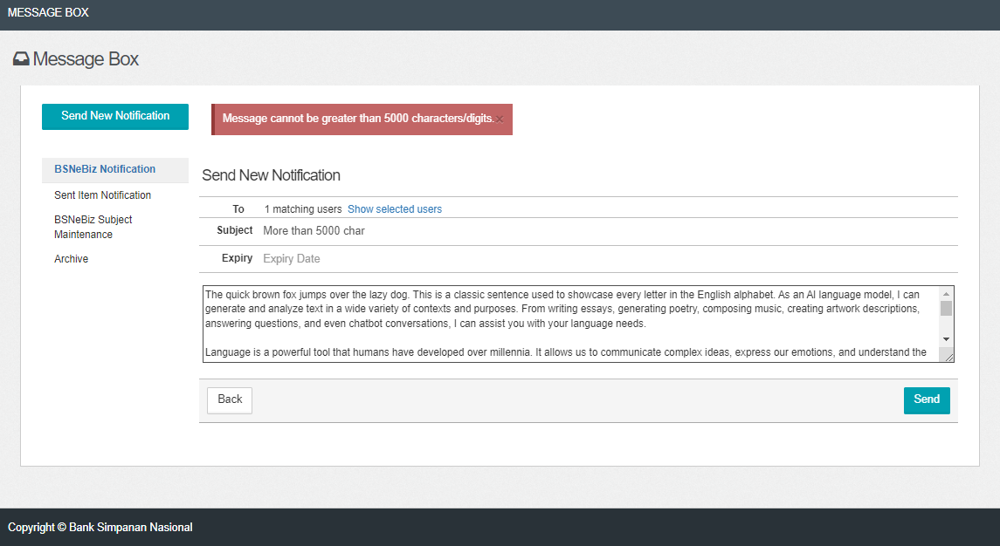 MESSAGE BOX
Message Box
Send New Notification
Message cannot be greater than 5000 characters/digits. ×
BSNeBiz Notification
Sent Item Notification
BSNeBiz Subject
Maintenance
Archive
Send New Notification
To 1 matching users Show selected users
Subject More than 5000 char
Expiry Expiry Date
The quick brown fox jumps over the lazy dog. This is a classic sentence used to showcase every letter in the English alphabet. As an AI language model, I can
generate and analyze text in a wide variety of contexts and purposes. From writing essays, generating poetry, composing music, creating artwork descriptions,
answering questions, and even chatbot conversations, I can assist you with your language needs.
Language is a powerful tool that humans have developed over millennia. It allows us to communicate complex ideas, express our emotions, and understand the
Back
Send
Copyright © Bank Simpanan Nasional